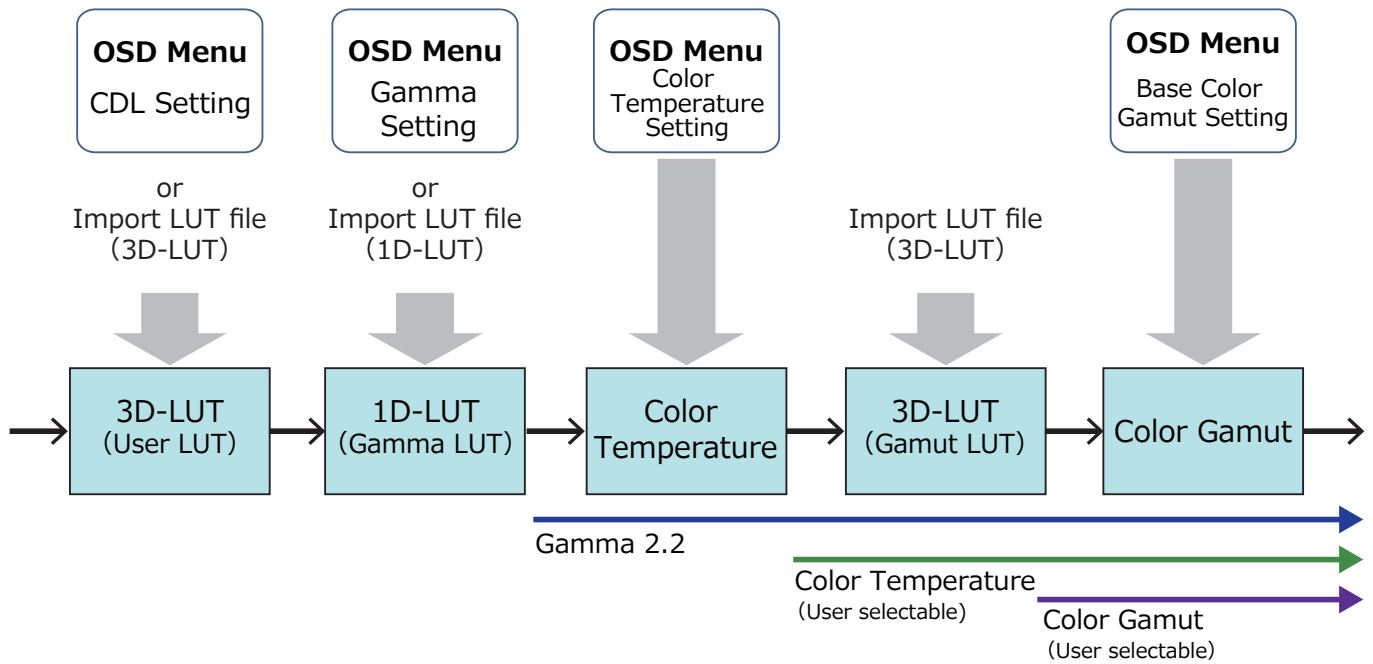 OSD Menu
CDL Setting
or
Import LUT file
(3D-LUT)
OSD Menu
Gamma
Setting
or
Import LUT file
(1D-LUT)
OSD Menu
Color
Temperature
Setting
Import LUT file
(3D-LUT)
OSD Menu
Base Color
Gamut Setting
3D-LUT
(User LUT)
1D-LUT
(Gamma LUT)
Color
Temperature
3D-LUT
(Gamut LUT)
Color Gamut
Gamma 2.2
Color Temperature
(User selectable)
Color Gamut
(User selectable)